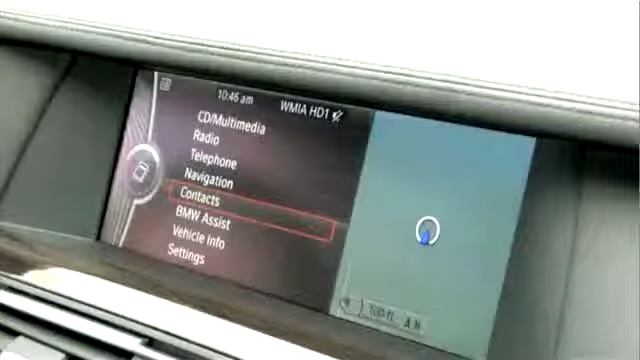 10:46 am
WMIA HD1
CD/Multimedia
Radio
Telephone
Navigation
Contacts
BMW Assist
Vehicle Info
Settings